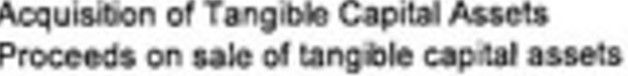 Acquisition of Tangible Capital Assets
Proceeds on sale of tangible capital assets